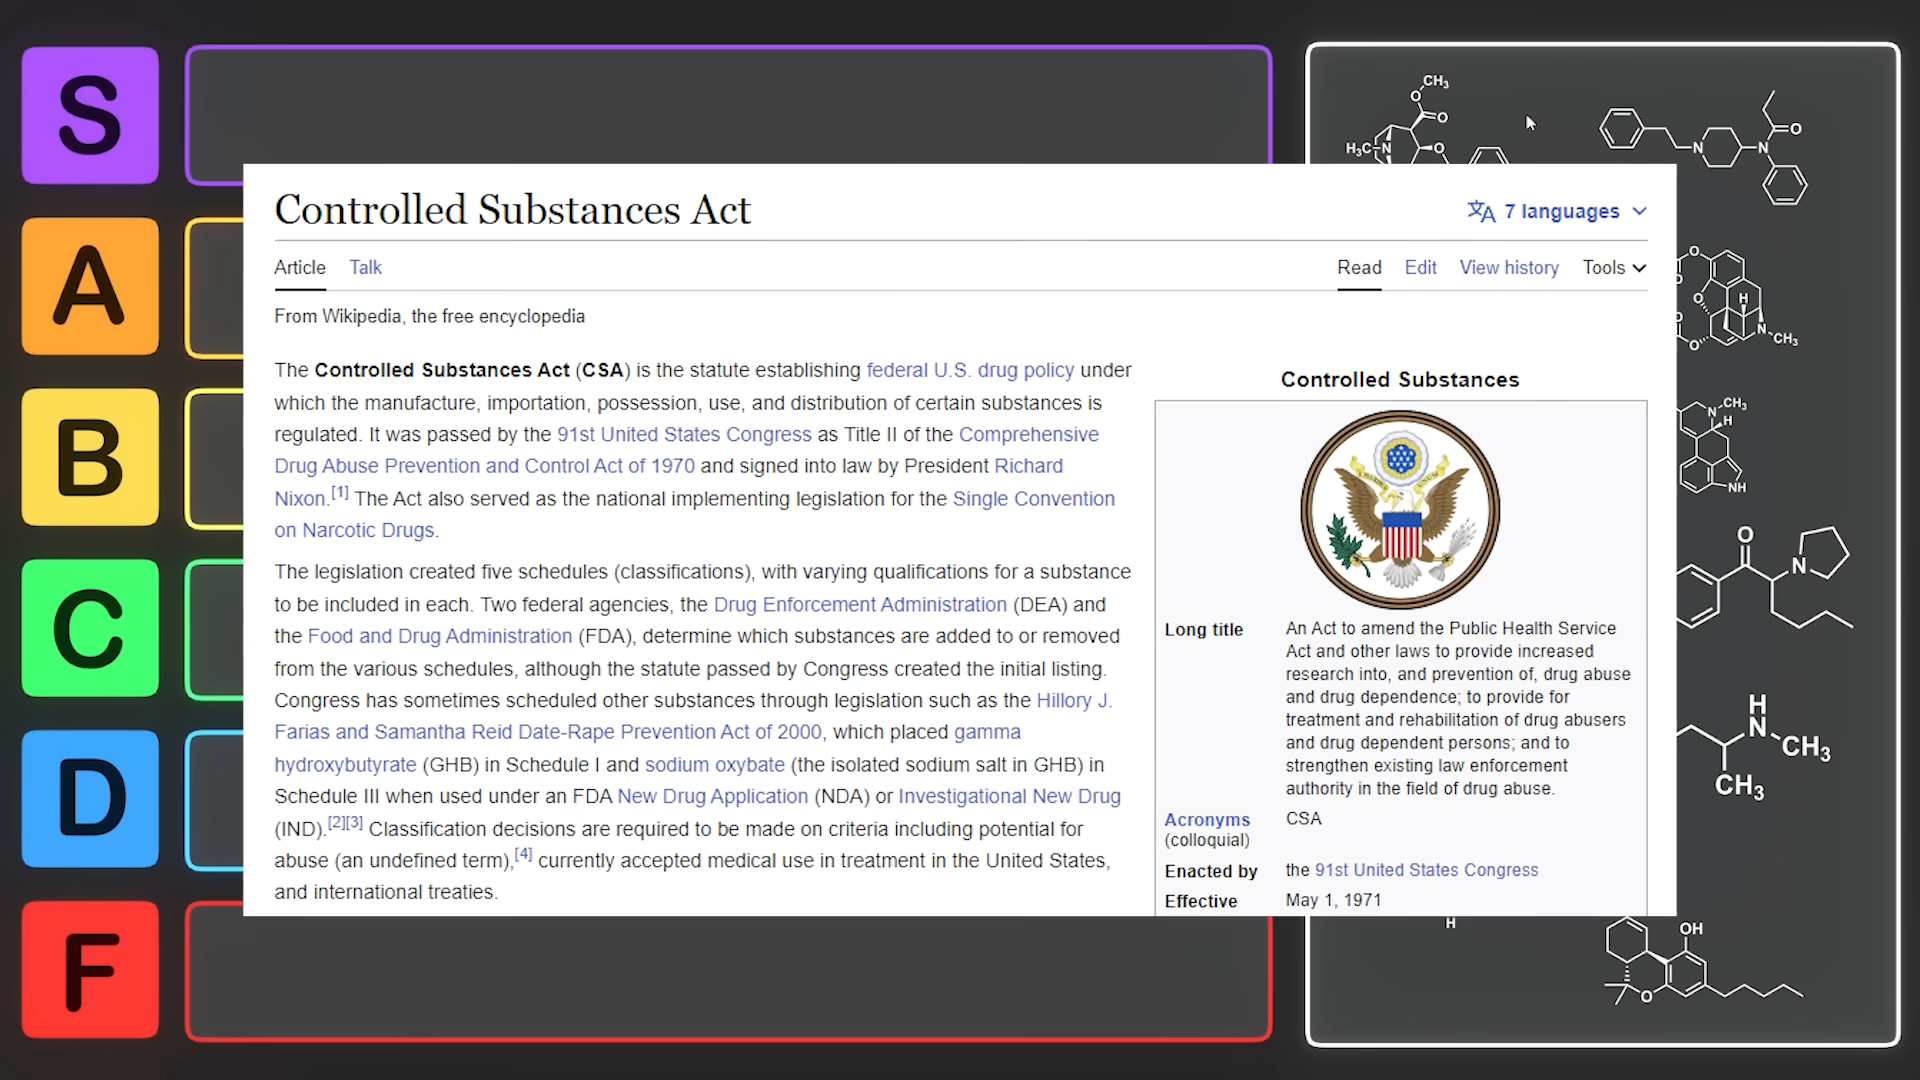 S
A
B
C
D
F
CH3
O
O
H3C
N
O
N
N
O
O
O
H
N
CH3
O
N
CH3
H
NH
O
N
H
N
CH3
CH3
H
OH
O
Controlled Substances Act
7 languages
Article Talk Read Edit View history Tools
From Wikipedia, the free encyclopedia
The Controlled Substances Act (CSA) is the statute establishing federal U.S. drug policy under
which the manufacture, importation, possession, use, and distribution of certain substances is
regulated. It was passed by the 91st United States Congress as Title II of the Comprehensive
Drug Abuse Prevention and Control Act of 1970 and signed into law by President Richard
Nixon.[1] The Act also served as the national implementing legislation for the Single Convention
on Narcotic Drugs.
The legislation created five schedules (classifications), with varying qualifications for a substance
to be included in each. Two federal agencies, the Drug Enforcement Administration (DEA) and
the Food and Drug Administration (FDA), determine which substances are added to or removed
from the various schedules, although the statute passed by Congress created the initial listing.
Congress has sometimes scheduled other substances through legislation such as the Hillory J.
Farias and Samantha Reid Date-Rape Prevention Act of 2000, which placed gamma
hydroxybutyrate (GHB) in Schedule I and sodium oxybate (the isolated sodium salt in GHB) in
Schedule III when used under an FDA New Drug Application (NDA) or Investigational New Drug
(IND).[2][3] Classification decisions are required to be made on criteria including potential for
abuse (an undefined term),[4] currently accepted medical use in treatment in the United States,
and international treaties.
Controlled Substances
Long title An Act to amend the Public Health Service
Act and other laws to provide increased
research into, and prevention of, drug abuse
and drug dependence; to provide for
treatment and rehabilitation of drug abusers
and drug dependent persons; and to
strengthen existing law enforcement
authority in the field of drug abuse.
Acronyms CSA
(colloquial)
Enacted by the 91st United States Congress
Effective May 1, 1971